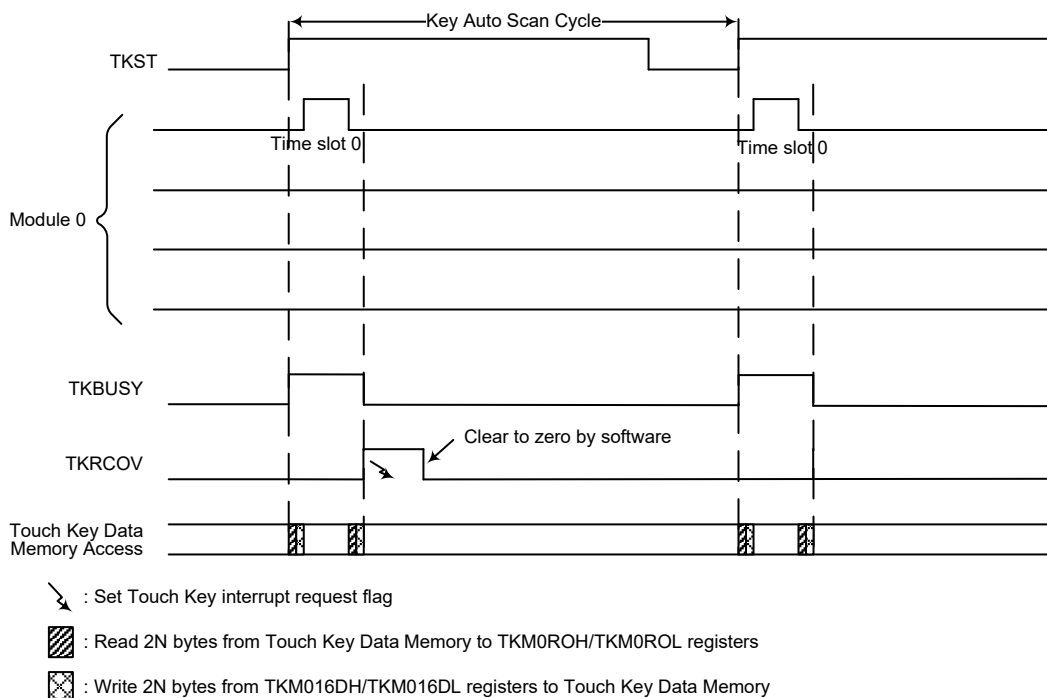 Key Auto Scan Cycle
TKST
Time slot 0
Time slot 0
Module 0
TKBUSY
Clear to zero by software
TKRCOV
Touch Key Data
Memory Access
: Set Touch Key interrupt request flag
: Read 2N bytes from Touch Key Data Memory to TKM0ROH/TKM0ROL registers
: Write 2N bytes from TKM016DH/TKM016DL registers to Touch Key Data Memory